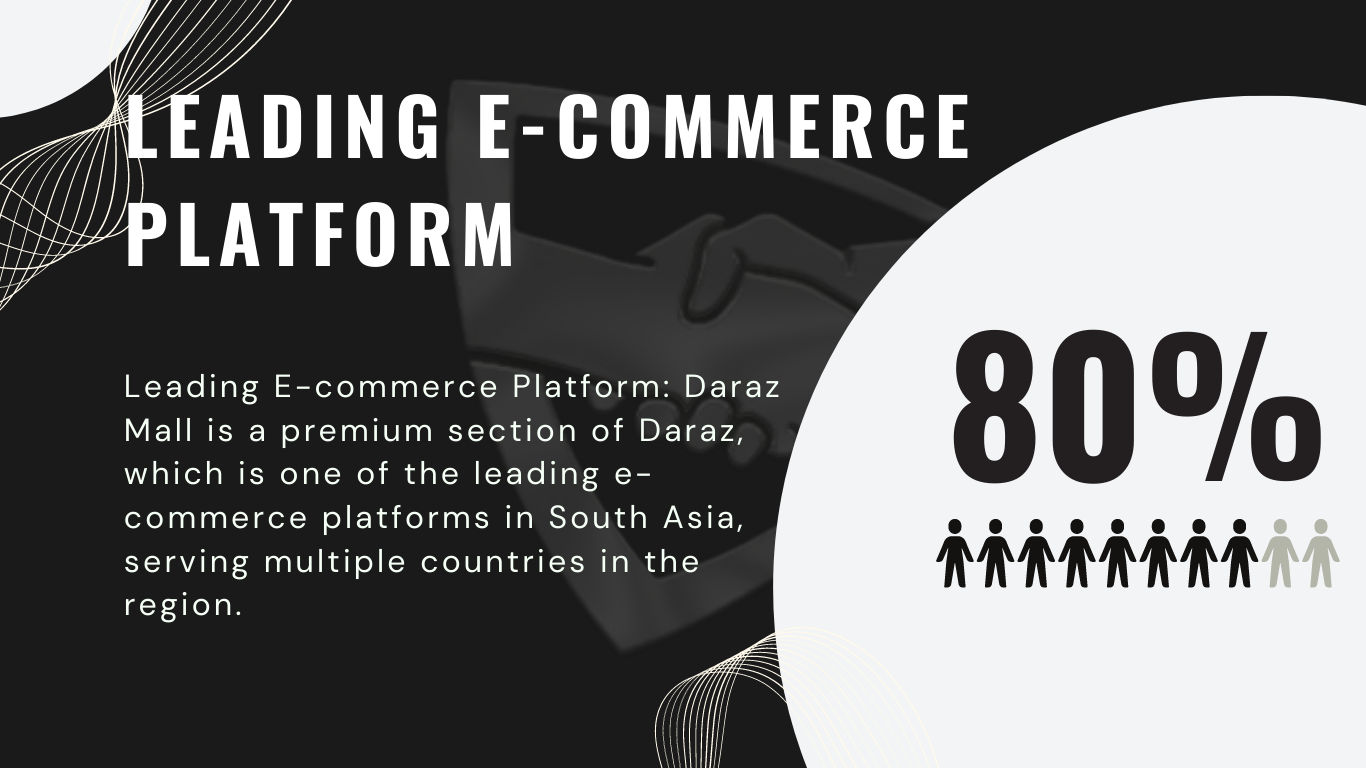 LEADING E-COMMERCE
PLATFORM
Leading E-commerce Platform: Daraz
Mall is a premium section of Daraz,
which is one of the leading e-
commerce platforms in South Asia,
serving multiple countries in the
region.
80%